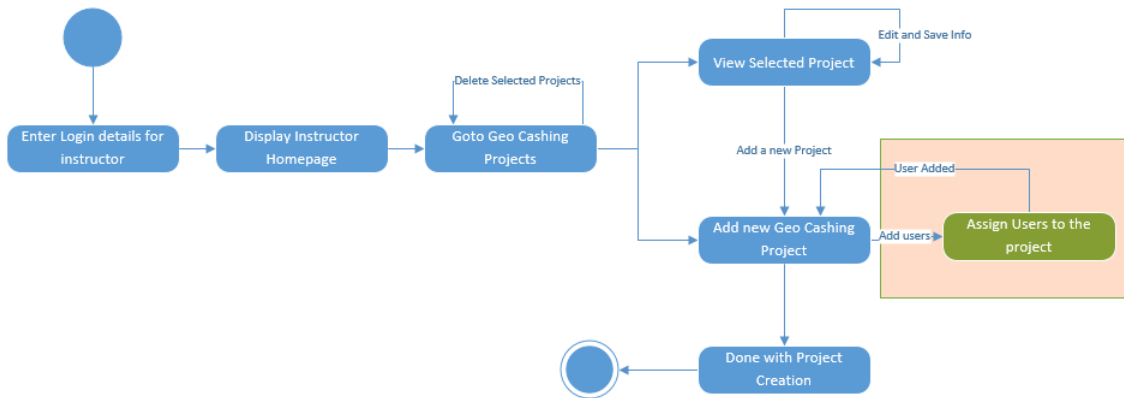 Edit and Save Info
View Selected Project
Delete Selected Projects
Enter Login details for
instructor
Display Instructor
Homepage
Goto Geo Cashing
Projects
Add a new Project
User Added
Add new Geo Cashing
Project
Add users
Assign Users to the
project
Done with Project
Creation